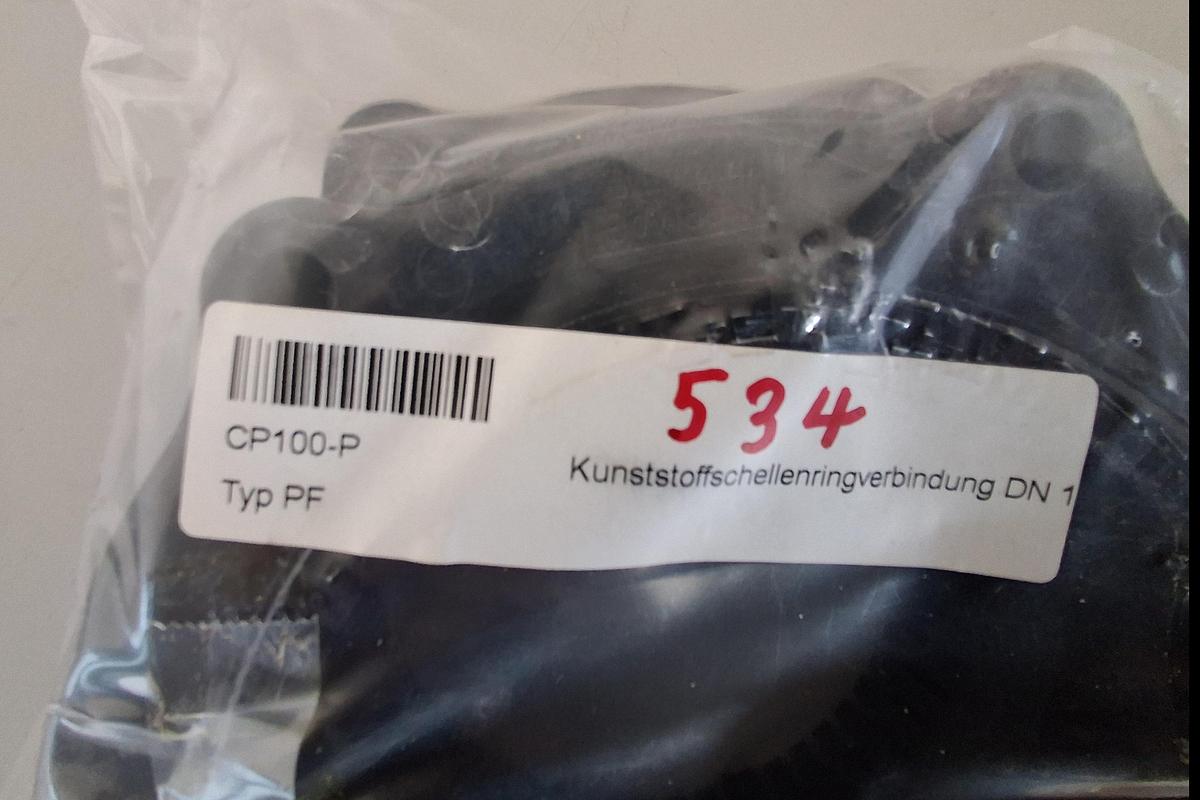 534
CP100-P
Kunststoffschellenringverbindung DN 1
Typ PF